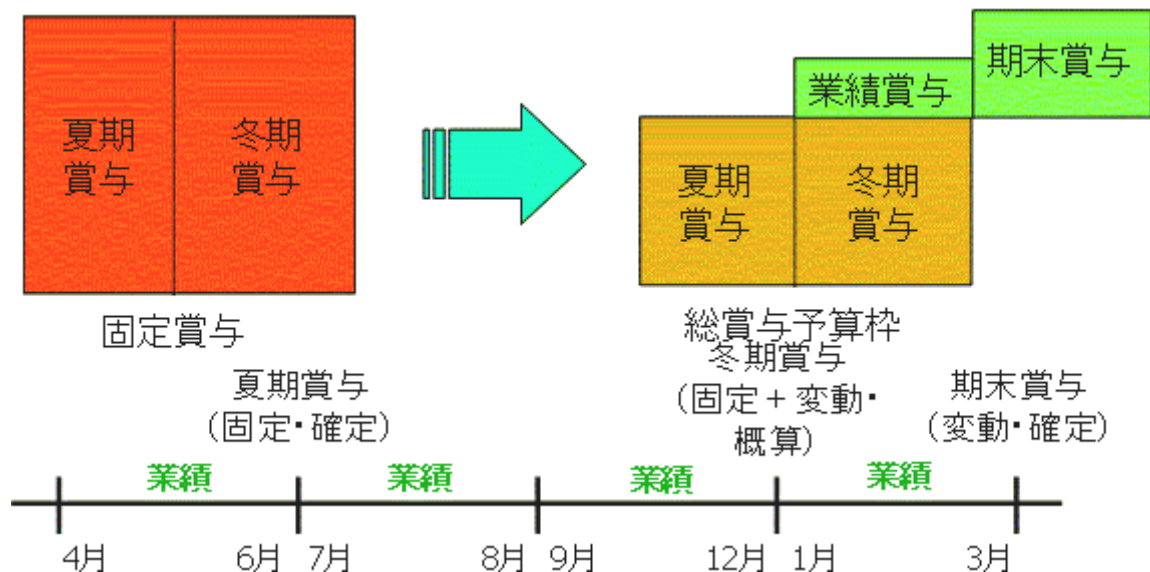 夏期
賞与
冬期
賞与
業績賞与
期末賞与
夏期
賞与
冬期
賞与
固定賞与
総賞与予算枠
夏期賞与
(固定・確定)
冬期賞与
(固定+変動・
概算)
期末賞与
(変動・確定)
業績 業績 業績 業績
4月 6月 7月 8月 9月 12月 1月 3月